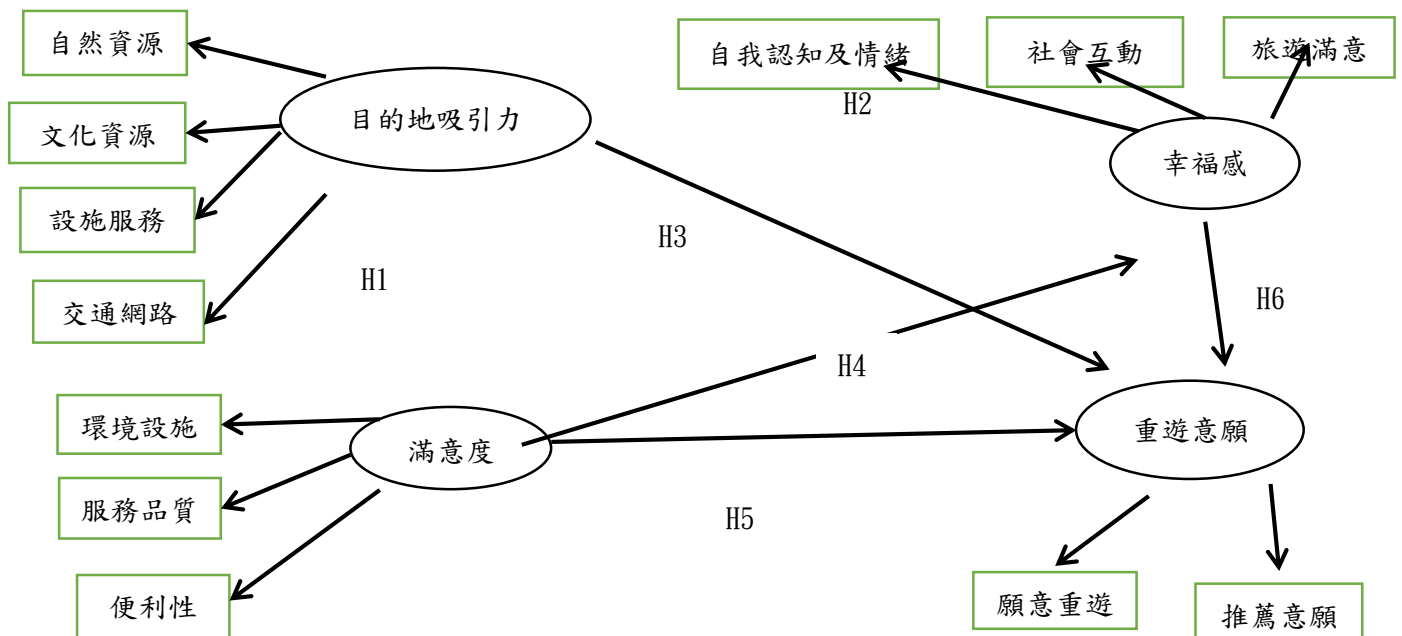 自然資源
自我認知及情緒
社會互動
旅遊滿意
目的地吸引力
H2
文化資源
幸福感
設施服務
H3
H1
H6
交通網路
H4
環境設施
滿意度
重遊意願
服務品質
H5
便利性
願意重遊
推薦意願